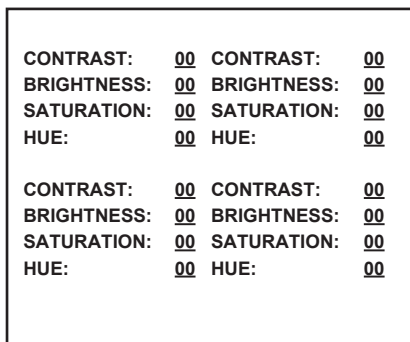 CONTRAST: 00 CONTRAST: 00
BRIGHTNESS: 00 BRIGHTNESS: 00
SATURATION: 00 SATURATION: 00
HUE: 00 HUE: 00
CONTRAST: 00 CONTRAST: 00
BRIGHTNESS: 00 BRIGHTNESS: 00
SATURATION: 00 SATURATION: 00
HUE: 00 HUE: 00